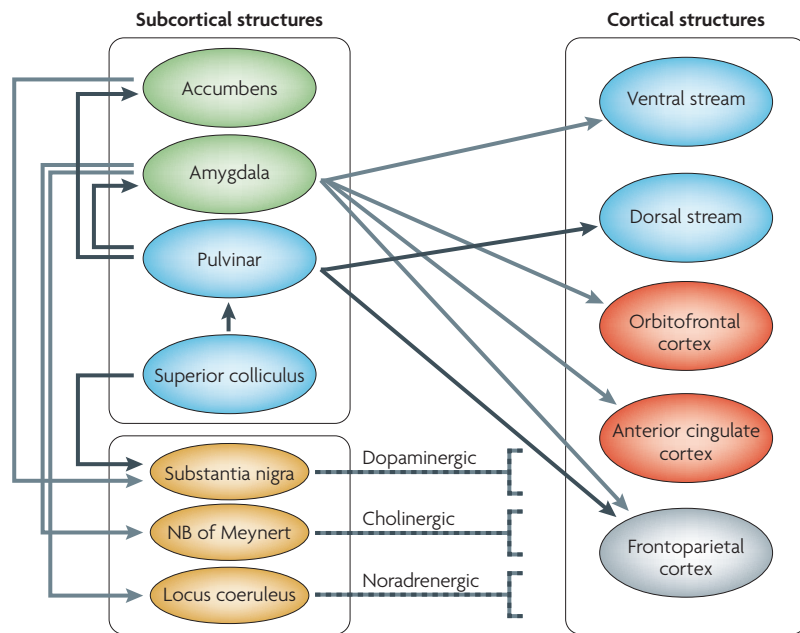 Subcortical structures
Cortical structures
Accumbens
Amygdala
Pulvinar
Superior colliculus
Substantia nigra
NB of Meynert
Locus coeruleus
Dopaminergic
Cholinergic
Noradrenergic
Ventral stream
Dorsal stream
Orbitofrontal
cortex
Anterior cingulate
cortex
Frontoparietal
cortex